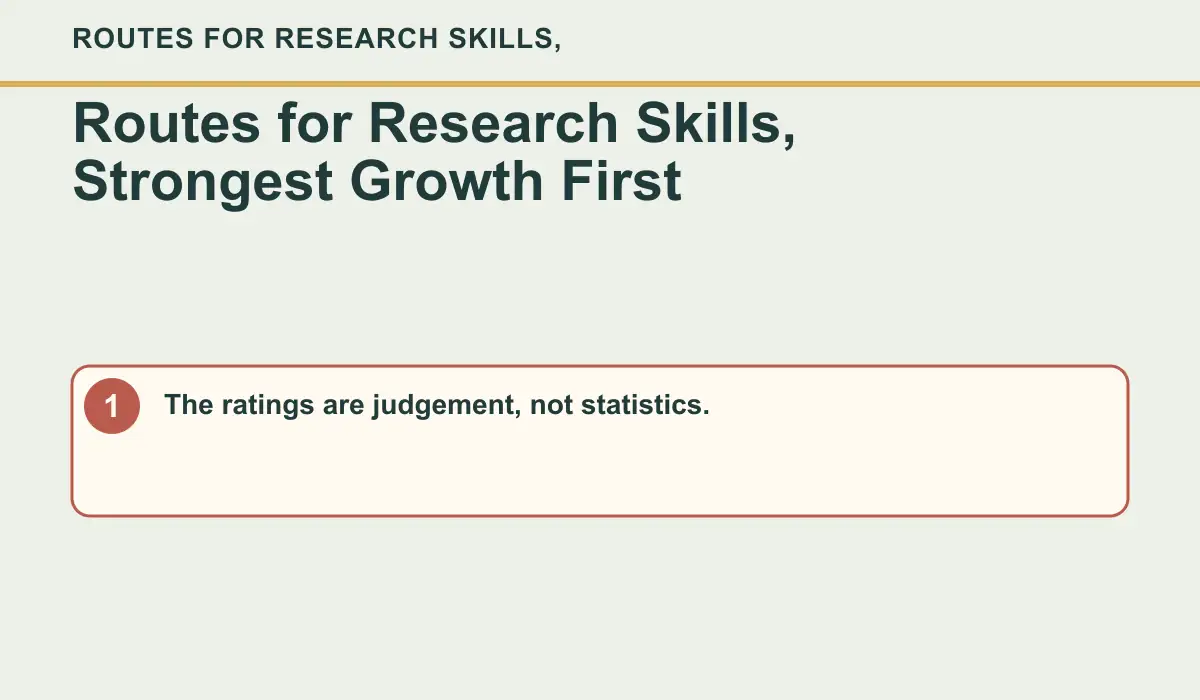 ROUTES FOR RESEARCH SKILLS,
Routes for Research Skills,
Strongest Growth First
1 The ratings are judgement, not statistics.